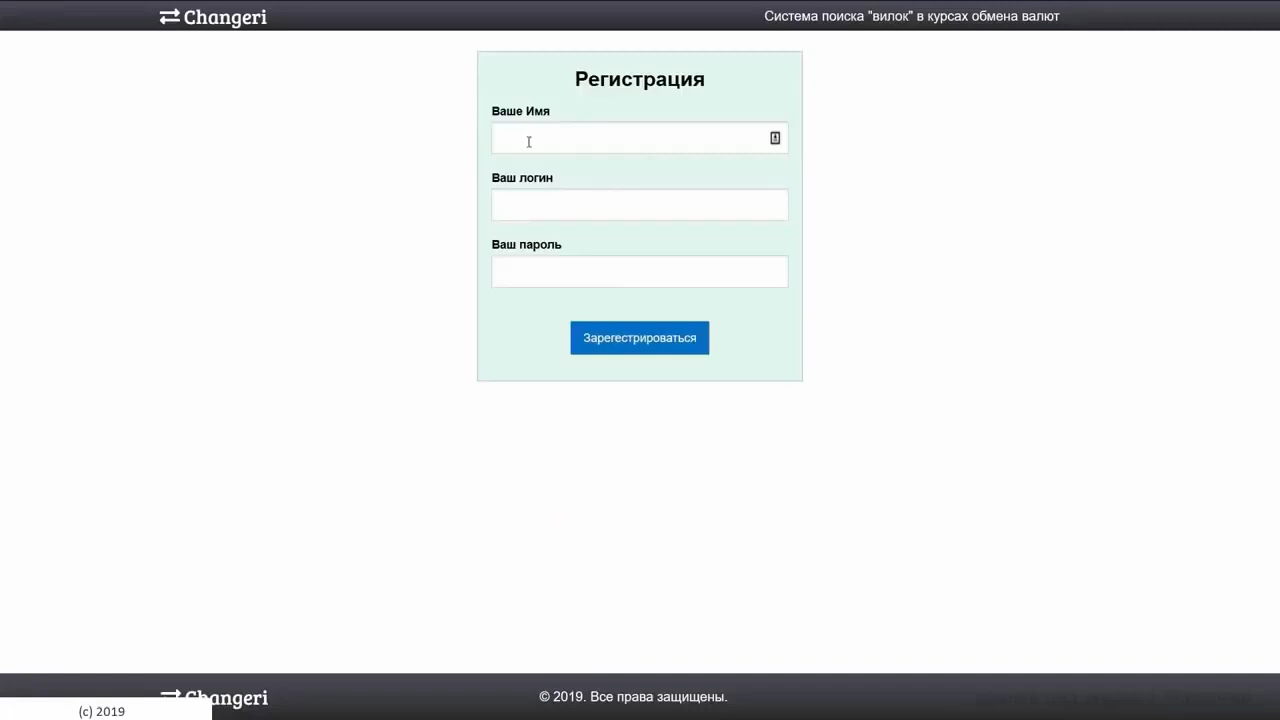 Changeri
Система поиска "вилок" в курсах обмена валют
Регистрация
Ваше Имя
Ваш логин
Ваш пароль
Зарегестрироваться
Changeri
© 2019. Все права защищены.
(c) 2019